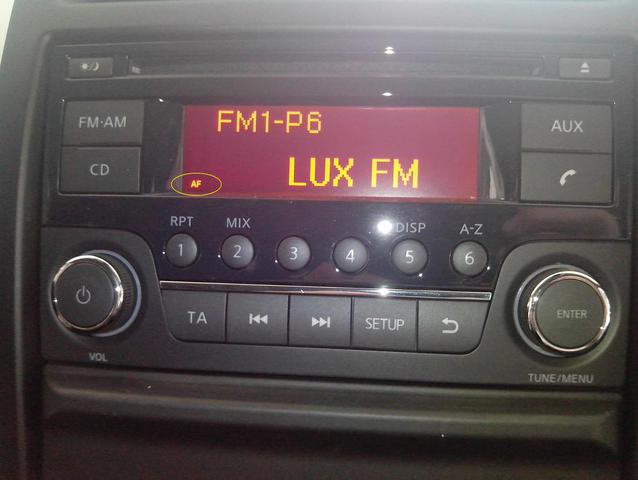 FM1-P6
FM·AM
AUX
LUX FM
CD
AF
RPT MIX DISP A-Z
1 2 3 4 5 6
TA SETUP ENTER
VOL
TUNE/MENU